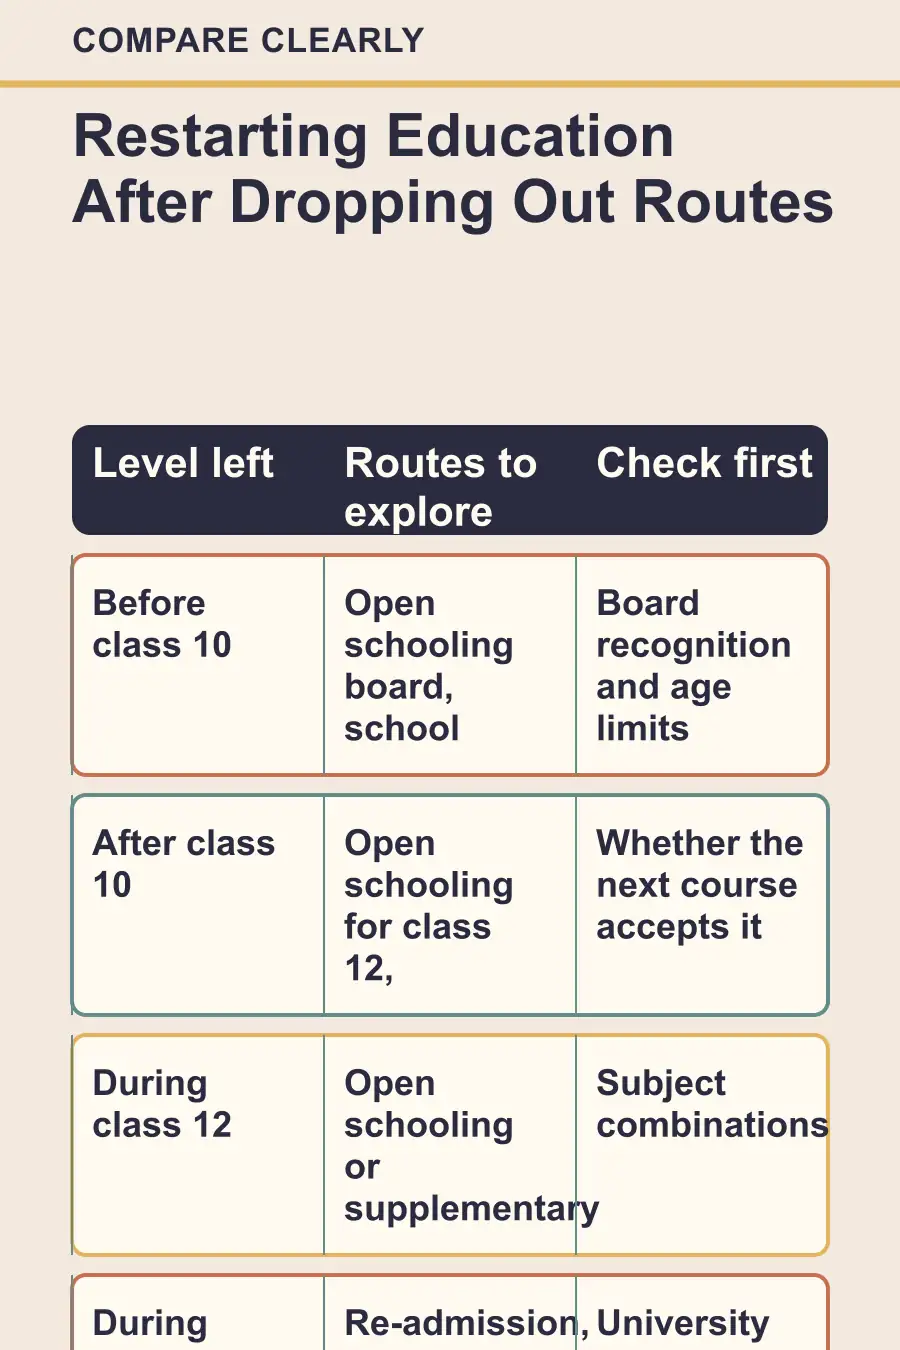 COMPARE CLEARLY
Restarting Education
After Dropping Out Routes
Level left
Routes to
explore
Check first
Before
class 10
Open
schooling
board,
school
Board
recognition
and age
limits
After class
10
Open
schooling
for class
12,
Whether the
next course
accepts it
During
class 12
Open
schooling
or
supplementary
Subject
combinations
During
Re-admission,
University